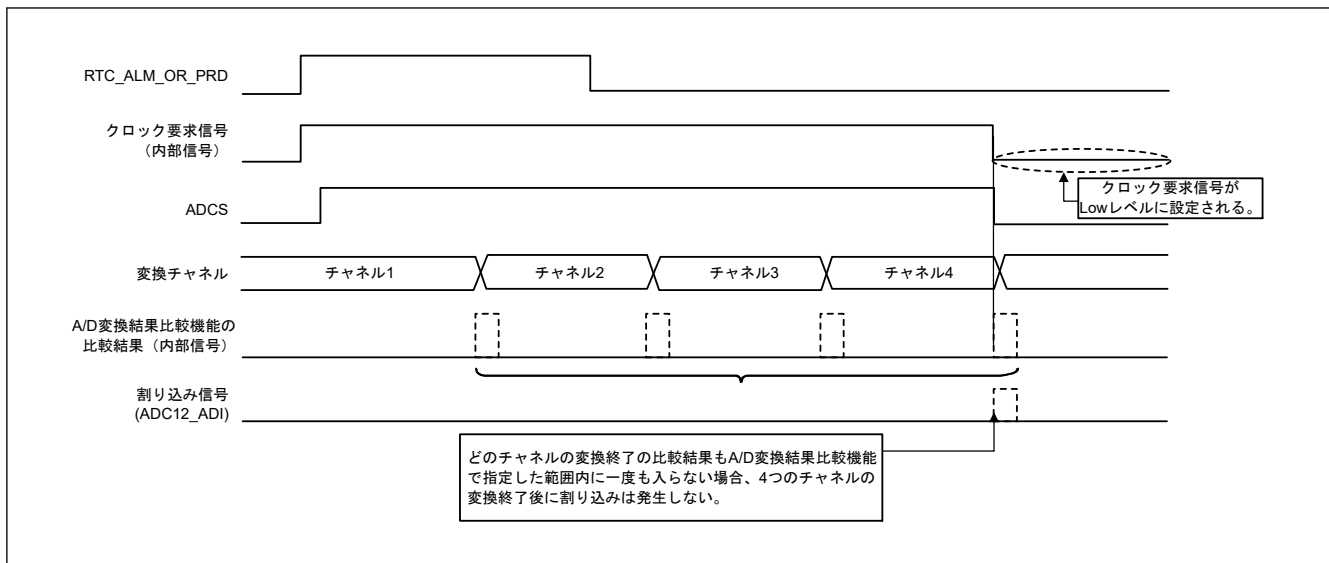 RTC_ALM_OR_PRD
クロック要求信号
（内部信号）
クロック要求信号が
Lowレベルに設定される。
ADCS
変換チャネル
チャネル1
チャネル2
チャネル3
チャネル4
A/D変換結果比較機能の
比較結果（内部信号）
割り込み信号
(ADC12_ADI)
どのチャネルの変換終了の比較結果もA/D変換結果比較機能
で指定した範囲内に一度も入らない場合、4つのチャネルの
変換終了後に割り込みは発生しない。